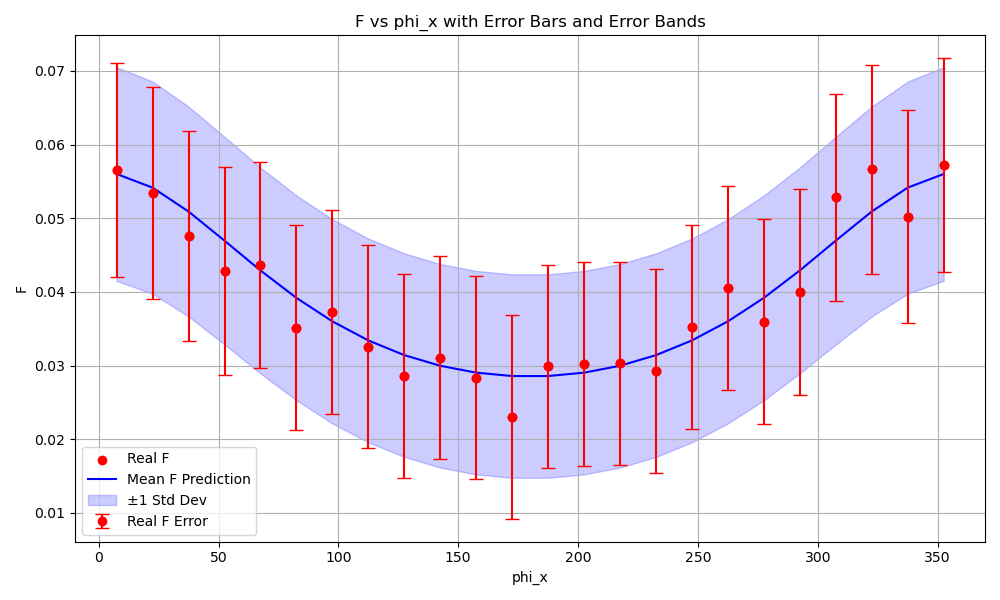 F vs phi_x with Error Bars and Error Bands
0.07
0.06
0.05
0.04
0.03
0.02
0.01
F
Real F
Mean F Prediction
±1 Std Dev
Real F Error
0 50 100 150 200 250 300 350
phi_x